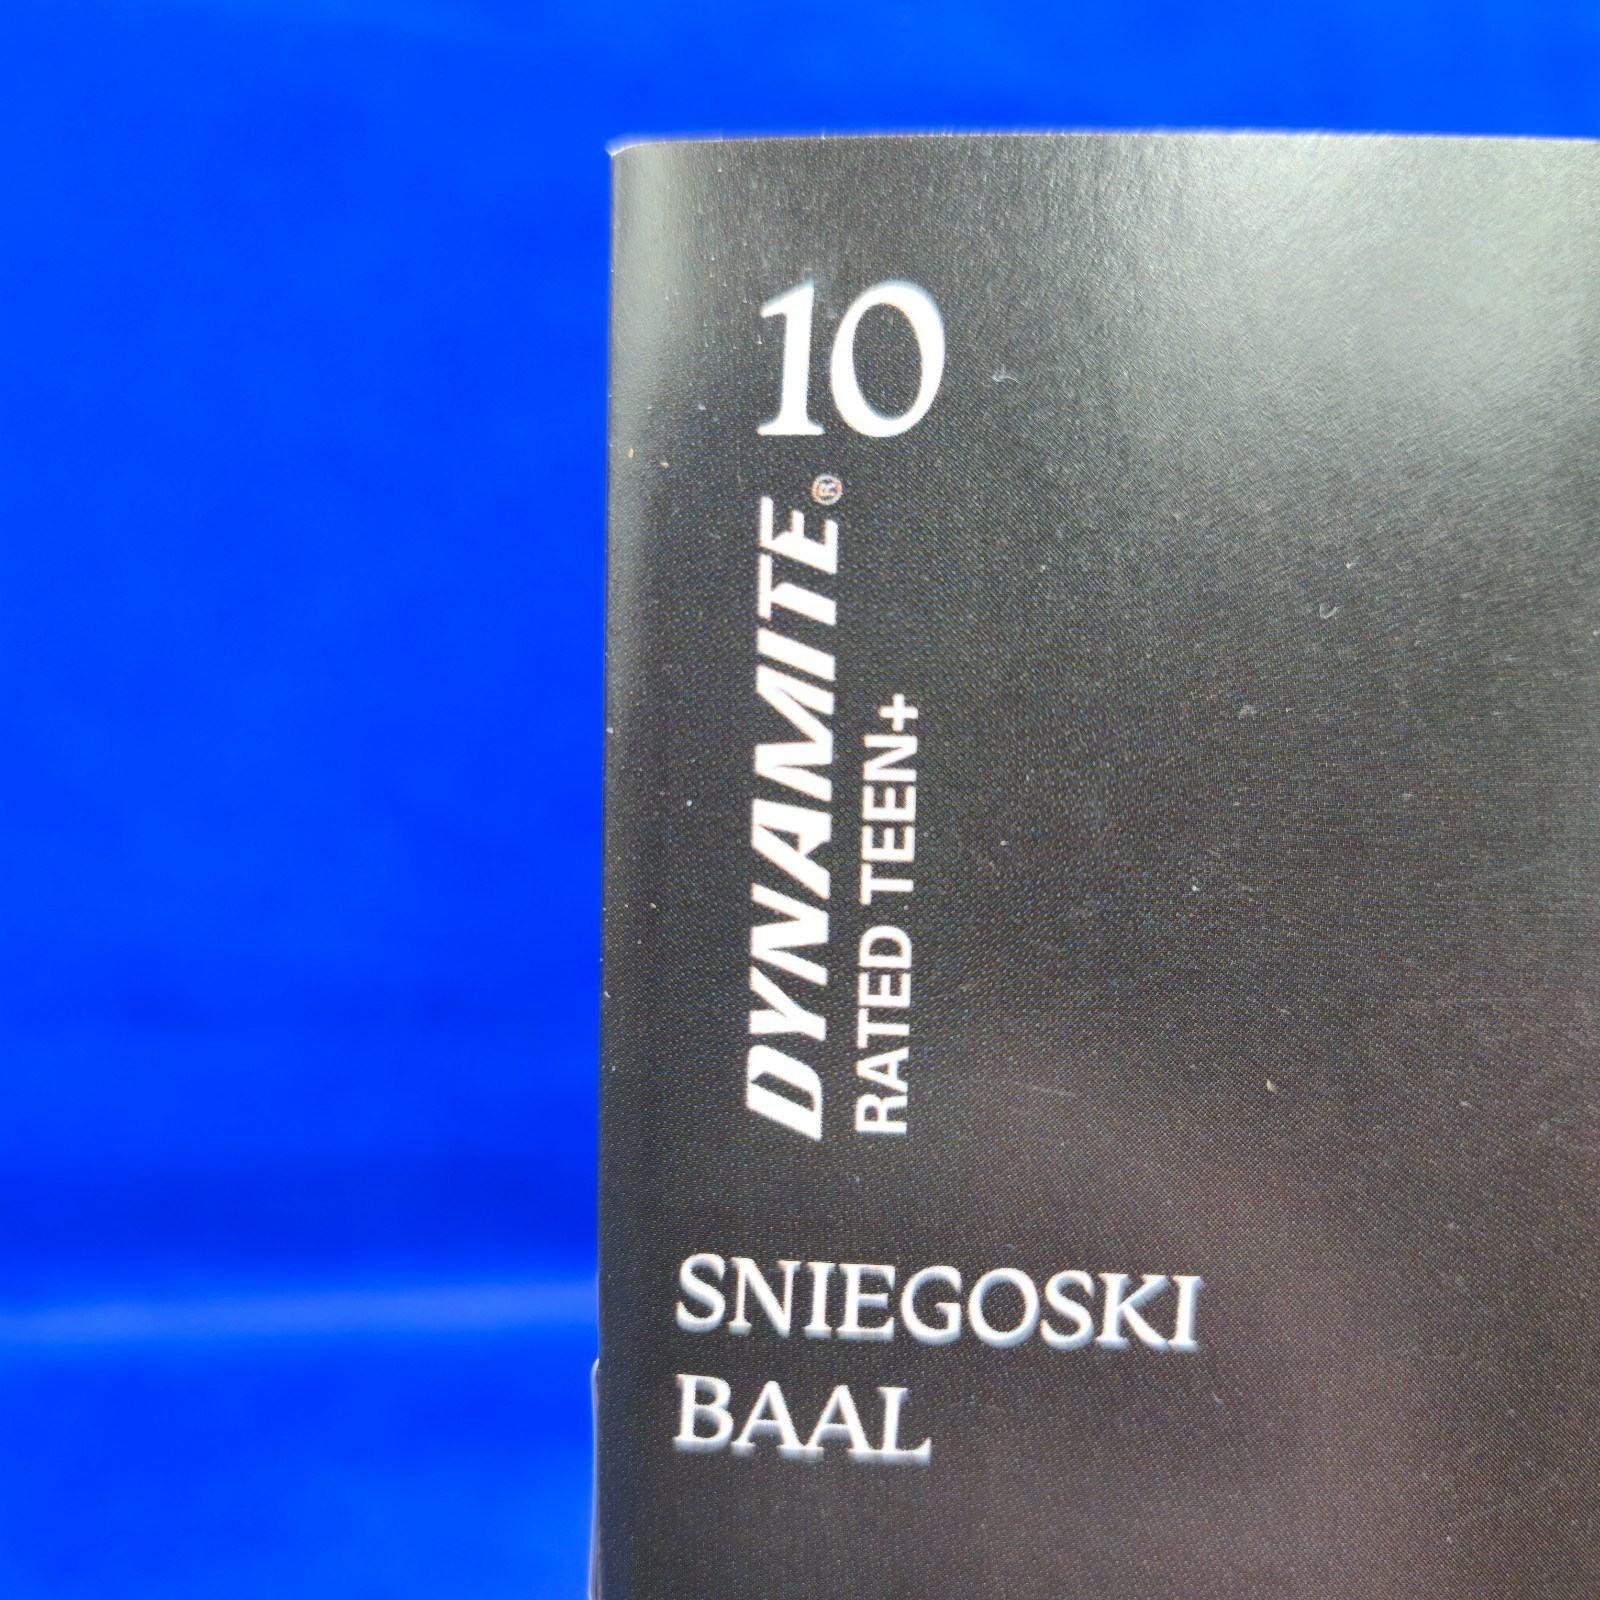 10
DYNAMITE®
RATED TEEN+
SNIEGOSKI
BAAL